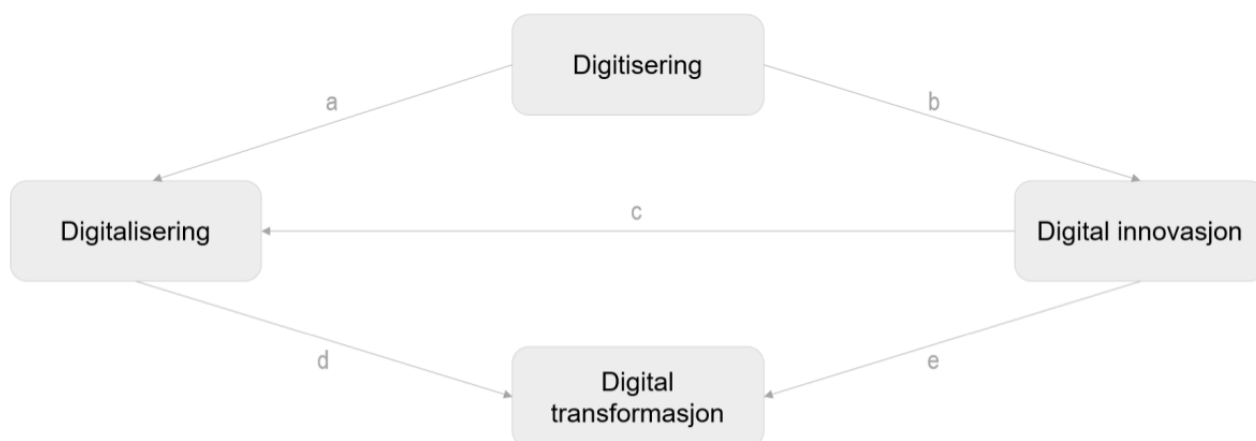 Digitisering
a
b
Digitalisering
c
Digital innovasjon
d
e
Digital
transformasjon